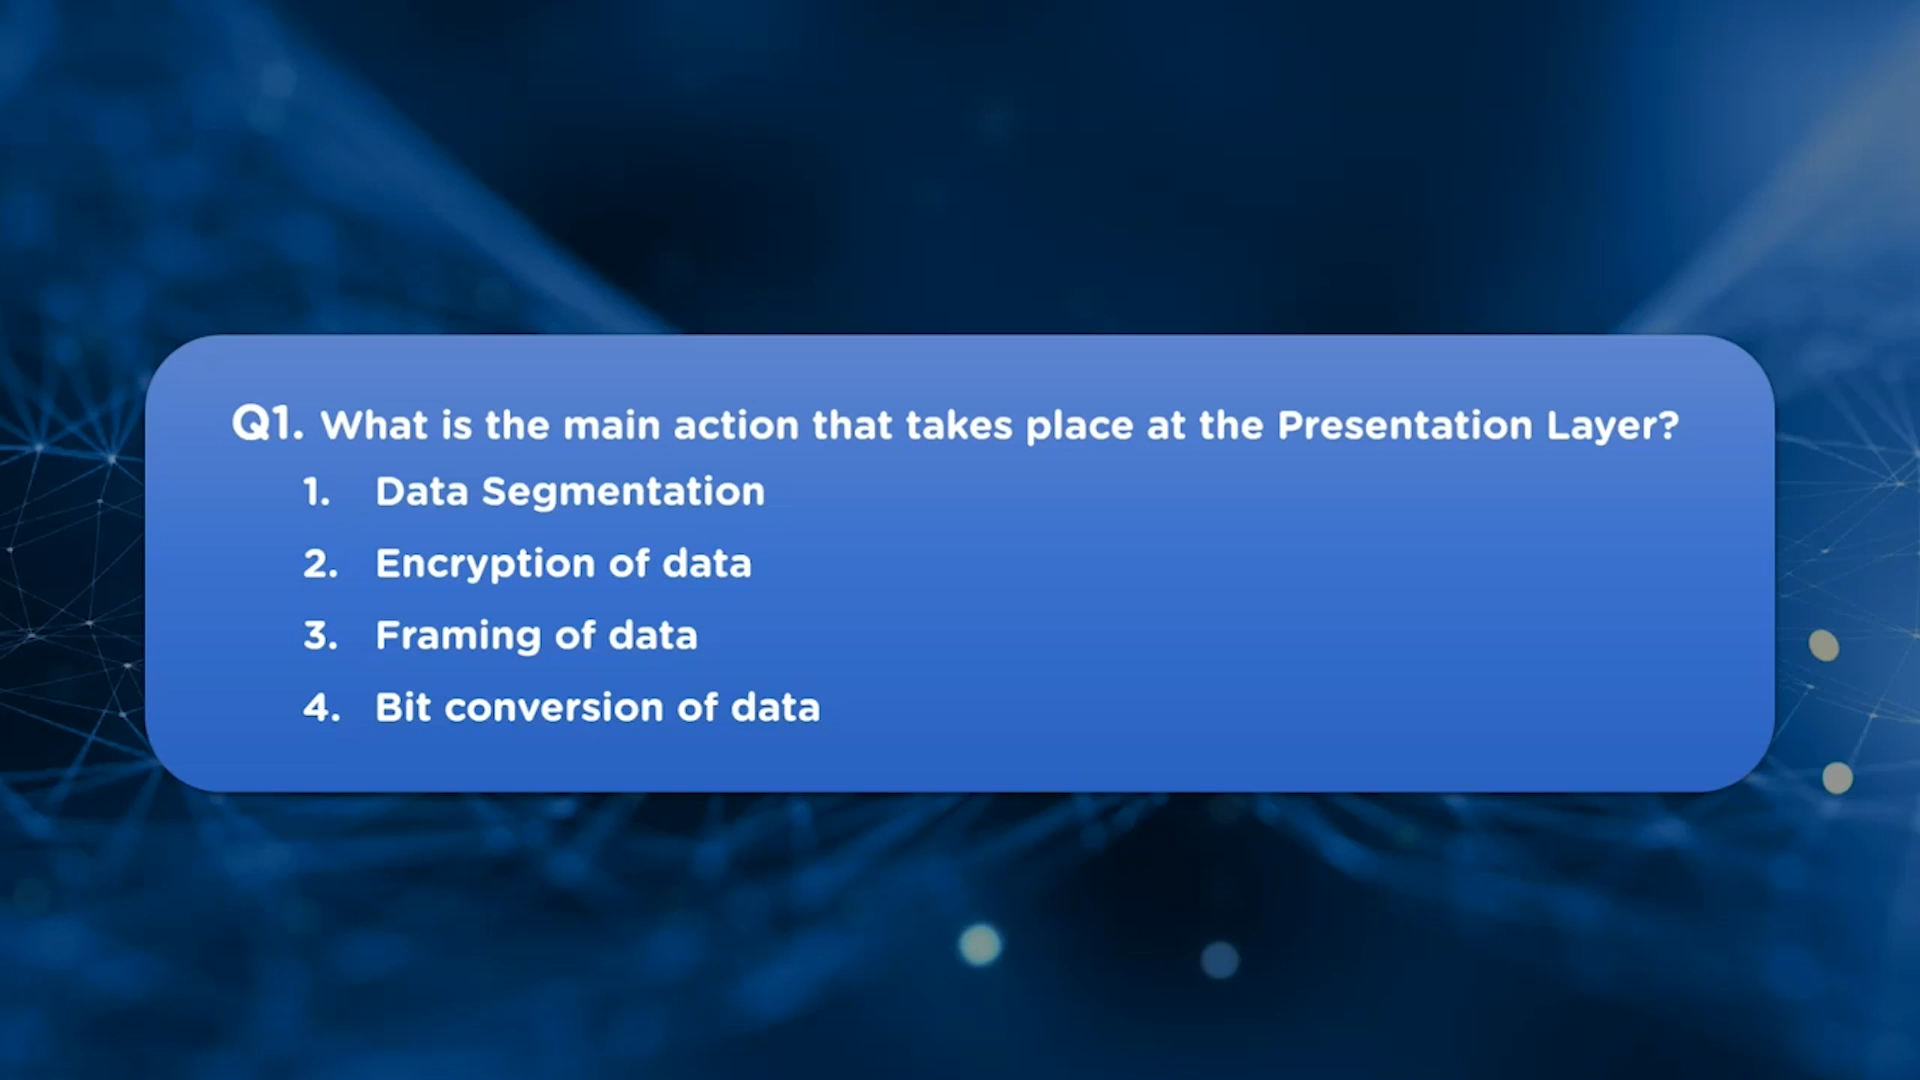 Q1. What is the main action that takes place at the Presentation Layer?
1. Data Segmentation
2. Encryption of data
3. Framing of data
4. Bit conversion of data